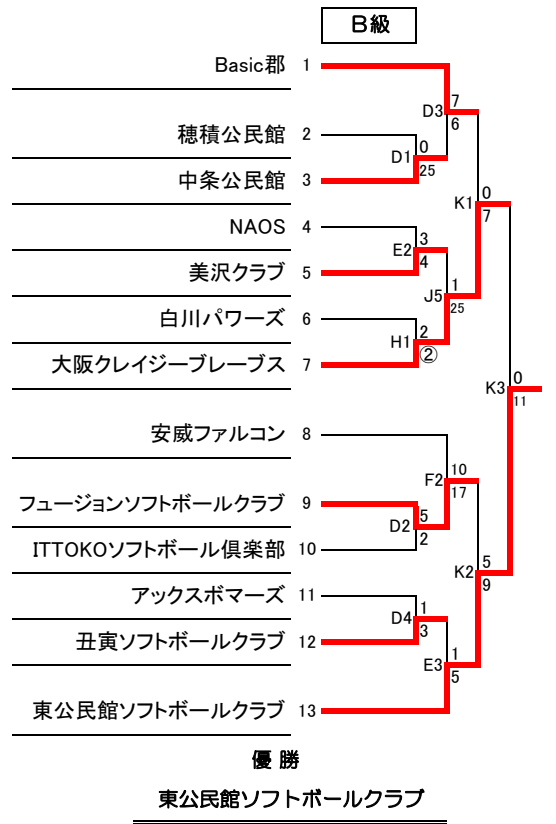 B級
Basic郡 1
7
D3
6
穂積公民館 2
0
D1
25
中条公民館 3
0
K1
7
NAOS 4
3
E2
4
美沢クラブ 5
1
J5
25
白川パワーズ 6
2
H1
②
大阪クレイジーブレーブス 7
0
K3
11
安威ファルコン 8
10
F2
17
フュージョンソフトボールクラブ 9
5
D2
2
ITTOKOソフトボール倶楽部 10
5
K2
9
アックスボマーズ 11
1
D4
3
丑寅ソフトボールクラブ 12
1
E3
5
東公民館ソフトボールクラブ 13
優 勝
東公民館ソフトボールクラブ